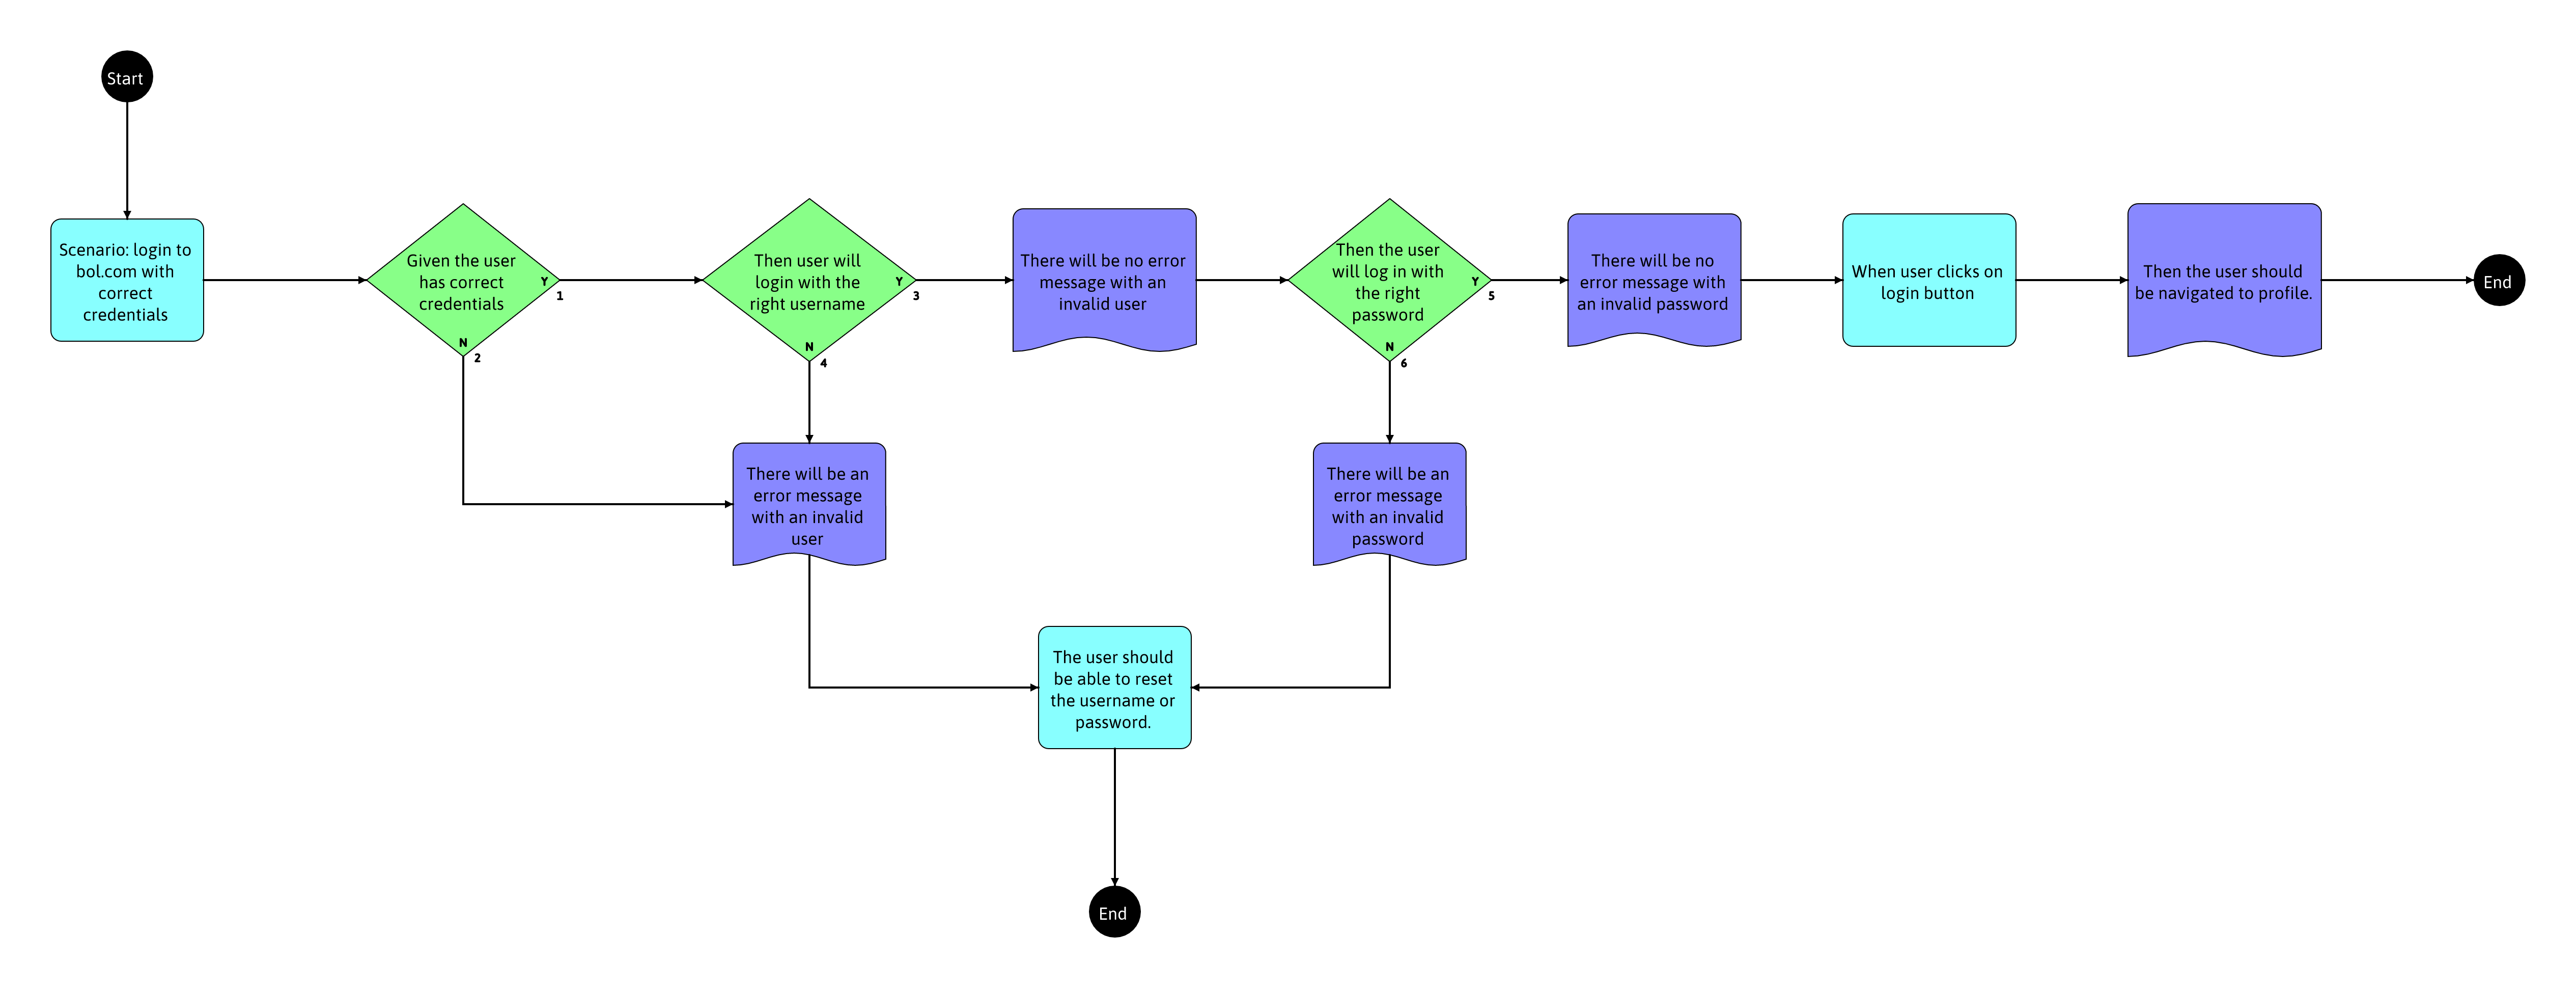 Start
Scenario: login to
bol.com with
correct
credentials
Given the user
has correct
credentials
Y
1
N
2
Then user will
login with the
right username
Y
3
N
4
There will be no error
message with an
invalid user
Then the user
will log in with
the right
password
Y
5
N
6
There will be no
error message with
an invalid password
When user clicks on
login button
Then the user should
be navigated to profile.
End
There will be an
error message
with an invalid
user
There will be an
error message
with an invalid
password
The user should
be able to reset
the username or
password.
End